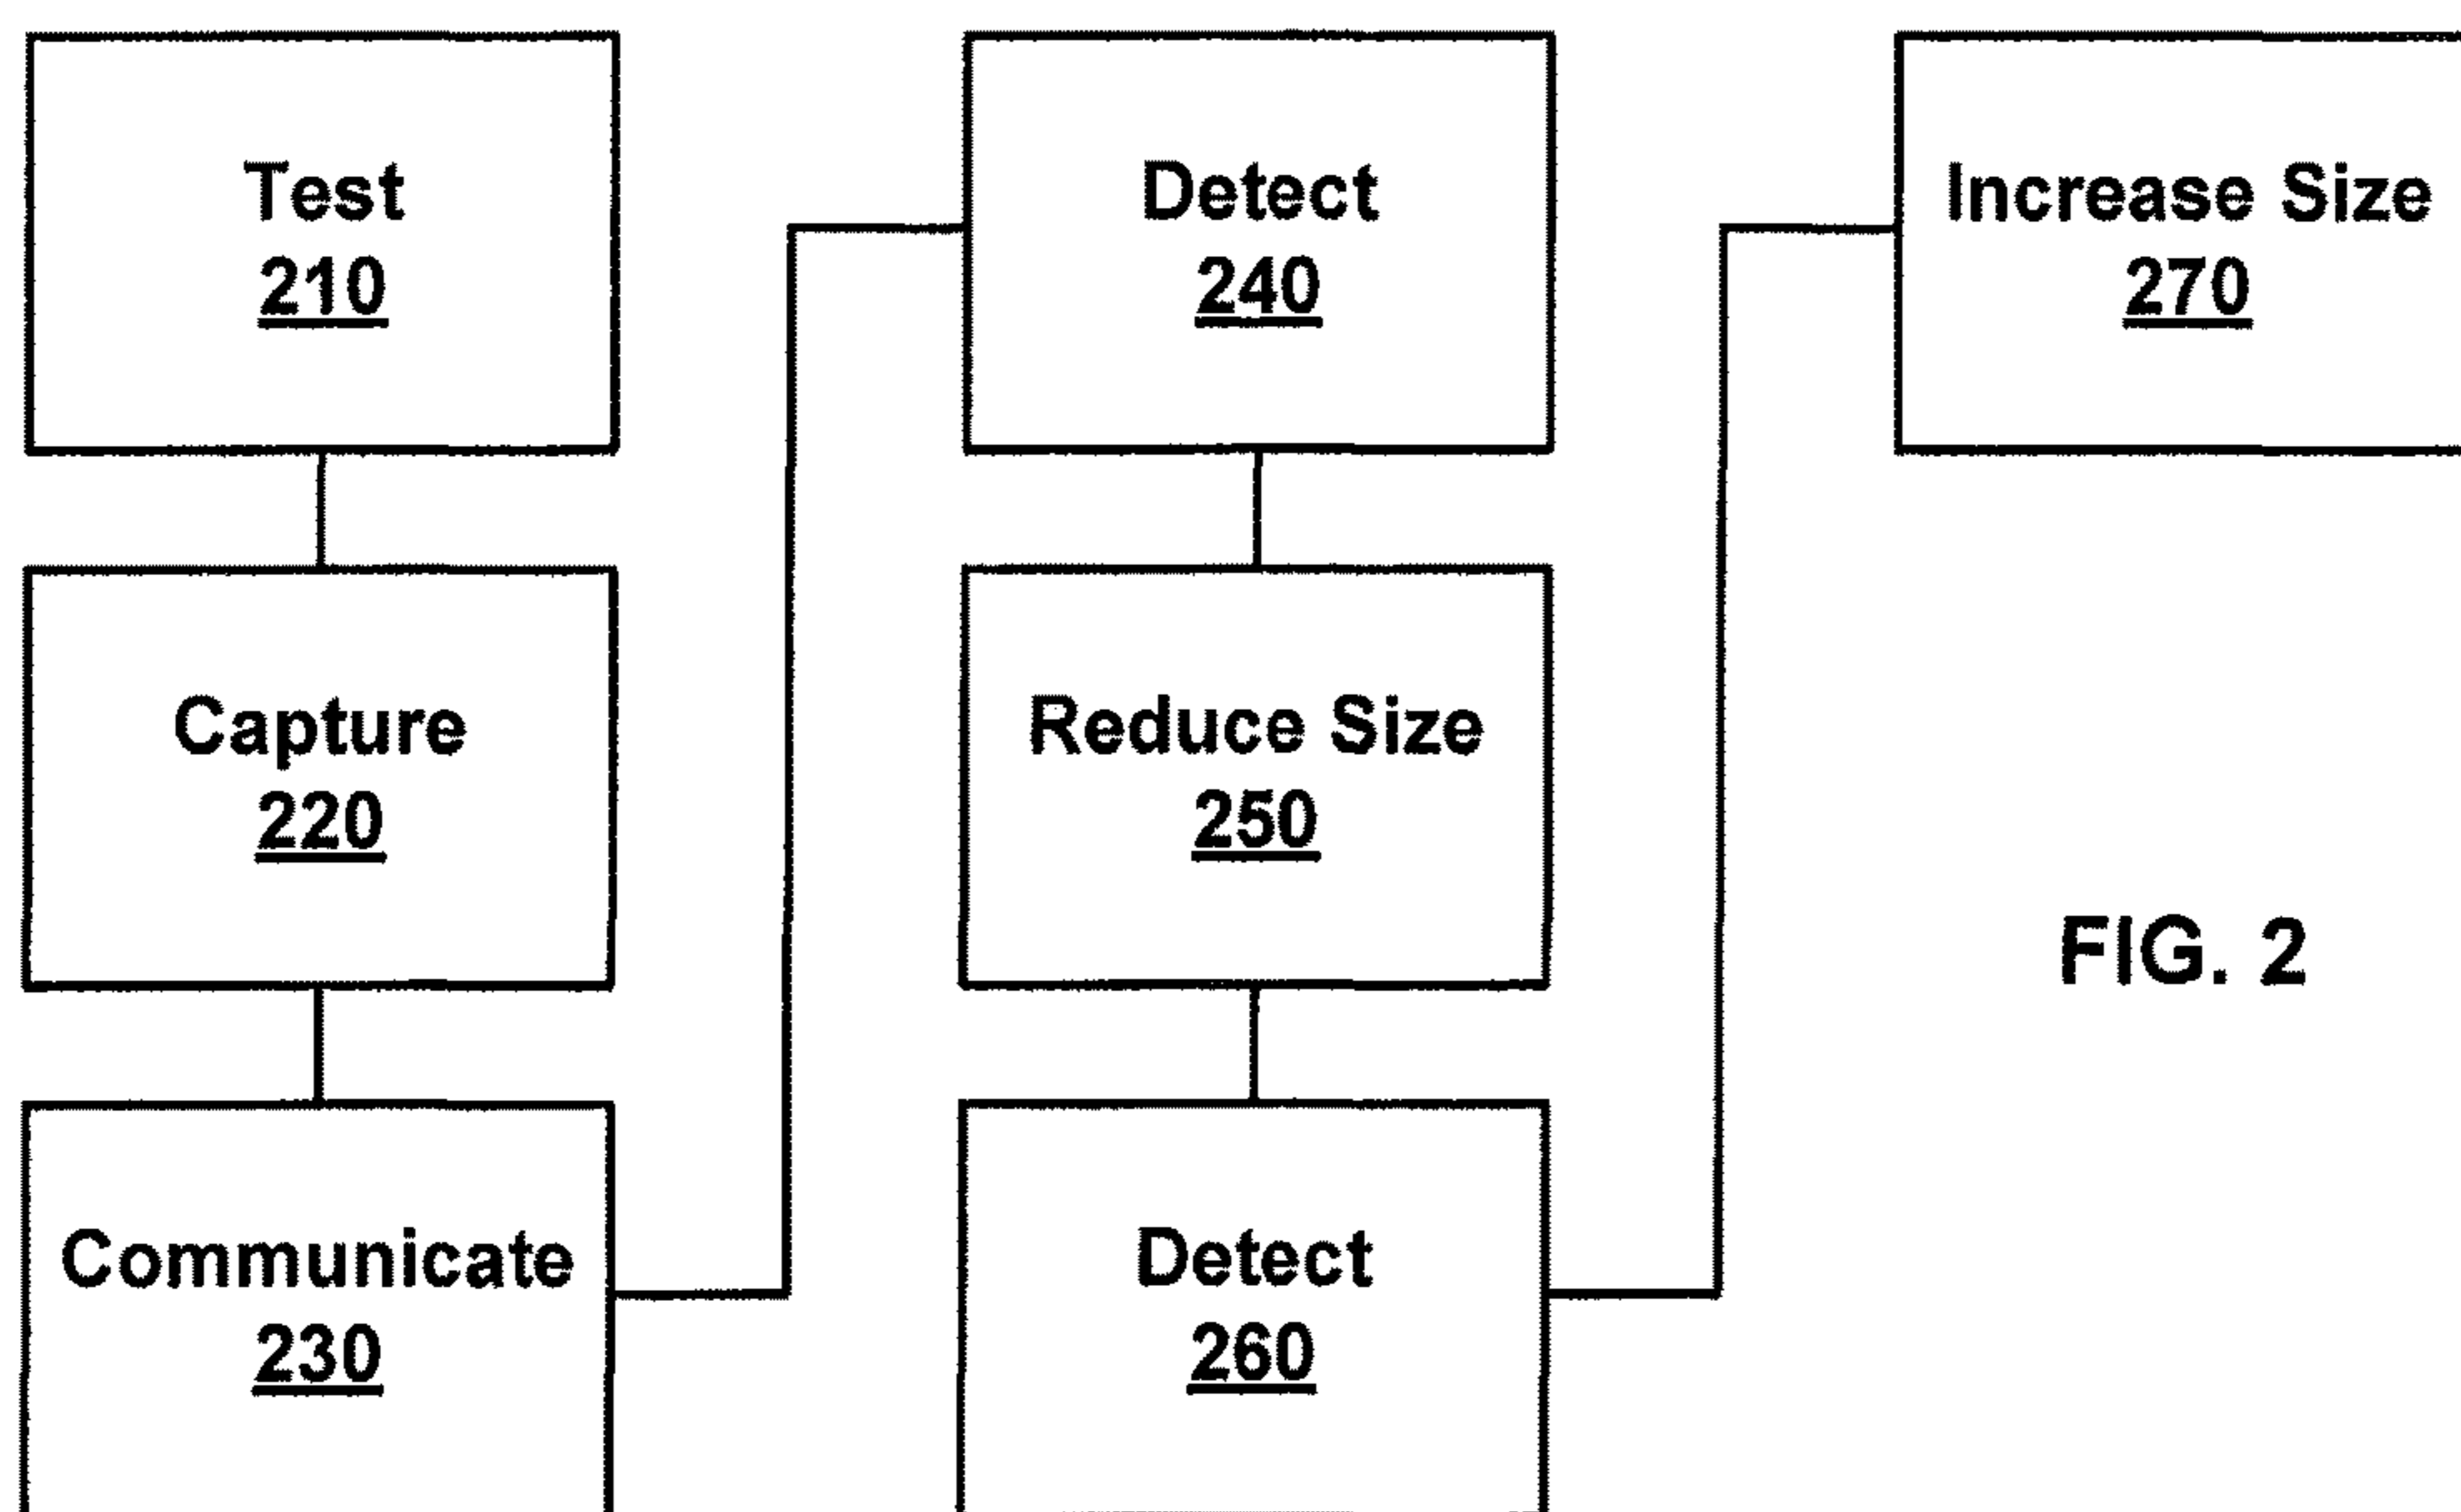 Test
210
Capture
220
Communicate
230
Detect
240
Reduce Size
250
Detect
260
Increase Size
270
FIG. 2